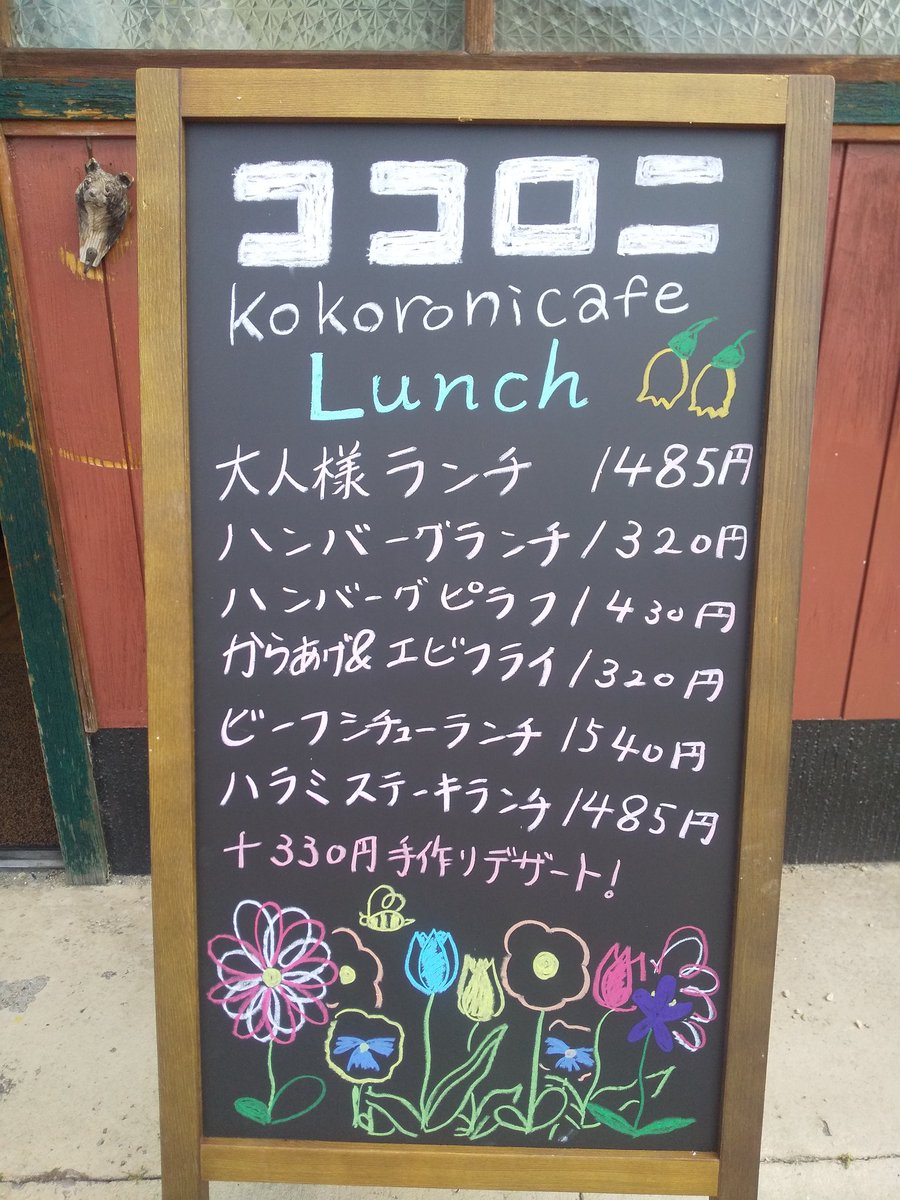 ココロニ
kokoronicafe
Lunch
大人様ランチ 1485円
ハンバーグランチ 1320円
ハンバーグピラフ 1430円
からあげ&エビフライ 1320円
ビーフシチューランチ 1540円
ハラミステーキランチ 1485円
+330円手作りデザート!